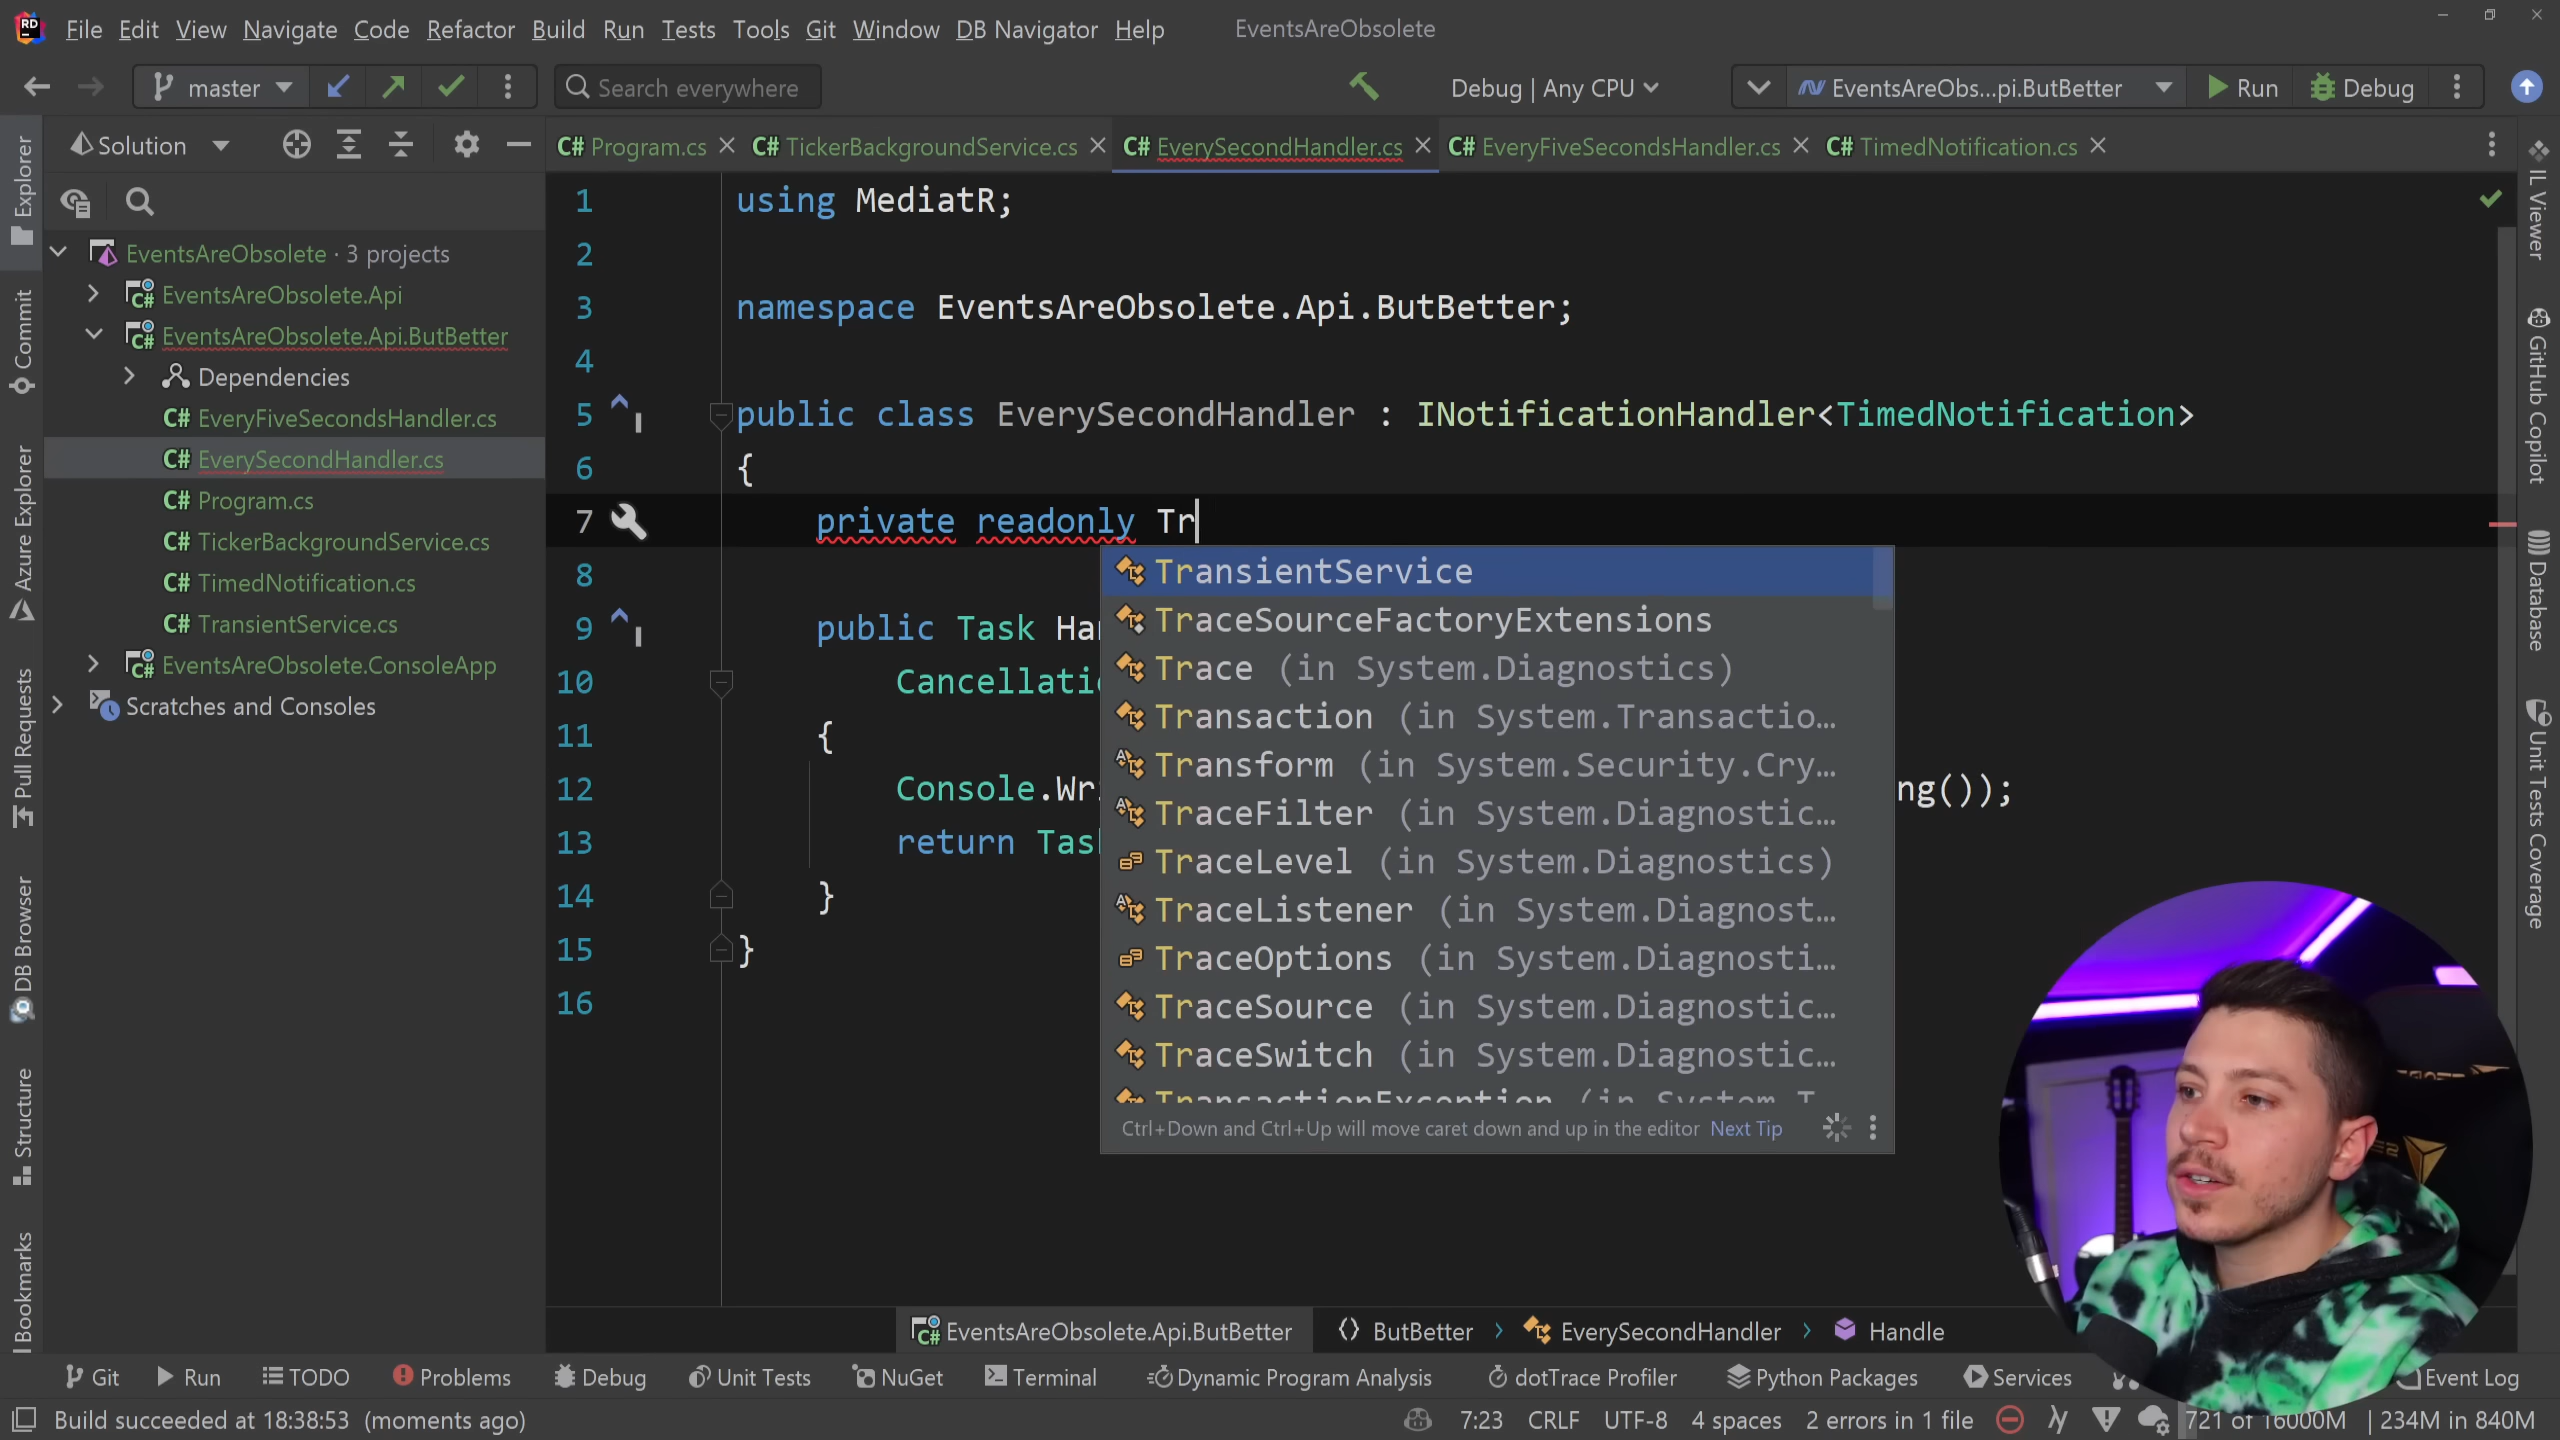 File Edit View Navigate Code Refactor Build Run Tests Tools Git Window DB Navigator Help EventsAreObsolete
master Search everywhere Debug | Any CPU EventsAreObs...pi.ButBetter Run Debug
Solution
C# Program.cs C# TickerBackgroundService.cs C# EverySecondHandler.cs C# EveryFiveSecondsHandler.cs C# TimedNotification.cs
EventsAreObsolete · 3 projects
EventsAreObsolete.Api
EventsAreObsolete.Api.ButBetter
Dependencies
C# EveryFiveSecondsHandler.cs
C# EverySecondHandler.cs
C# Program.cs
C# TickerBackgroundService.cs
C# TimedNotification.cs
C# TransientService.cs
EventsAreObsolete.ConsoleApp
Scratches and Consoles
Explorer
Commit
Azure Explorer
Pull Requests
DB Browser
Structure
Bookmarks
1 using MediatR;
2
3 namespace EventsAreObsolete.Api.ButBetter;
4
5 public class EverySecondHandler : INotificationHandler<TimedNotification>
6 {
7 private readonly Tr
8
9 public Task Han
10 Cancellati
11 {
12 Console.Wr ng());
13 return Task
14 }
15 }
16
TransientService
TraceSourceFactoryExtensions
Trace (in System.Diagnostics)
Transaction (in System.Transactio...
Transform (in System.Security.Cry...
TraceFilter (in System.Diagnostic...
TraceLevel (in System.Diagnostics)
TraceListener (in System.Diagnost...
TraceOptions (in System.Diagnosti...
TraceSource (in System.Diagnostic...
TraceSwitch (in System.Diagnostic...
TransactionException (in System.T
Ctrl+Down and Ctrl+Up will move caret down and up in the editor Next Tip
IL Viewer
GitHub Copilot
Database
Unit Tests Coverage
EventsAreObsolete.Api.ButBetter ButBetter EverySecondHandler Handle
Git Run TODO Problems Debug Unit Tests NuGet Terminal Dynamic Program Analysis dotTrace Profiler Python Packages Services Event Log
Build succeeded at 18:38:53 (moments ago) 7:23 CRLF UTF-8 4 spaces 2 errors in 1 file 721 of 16000M | 234M in 840M